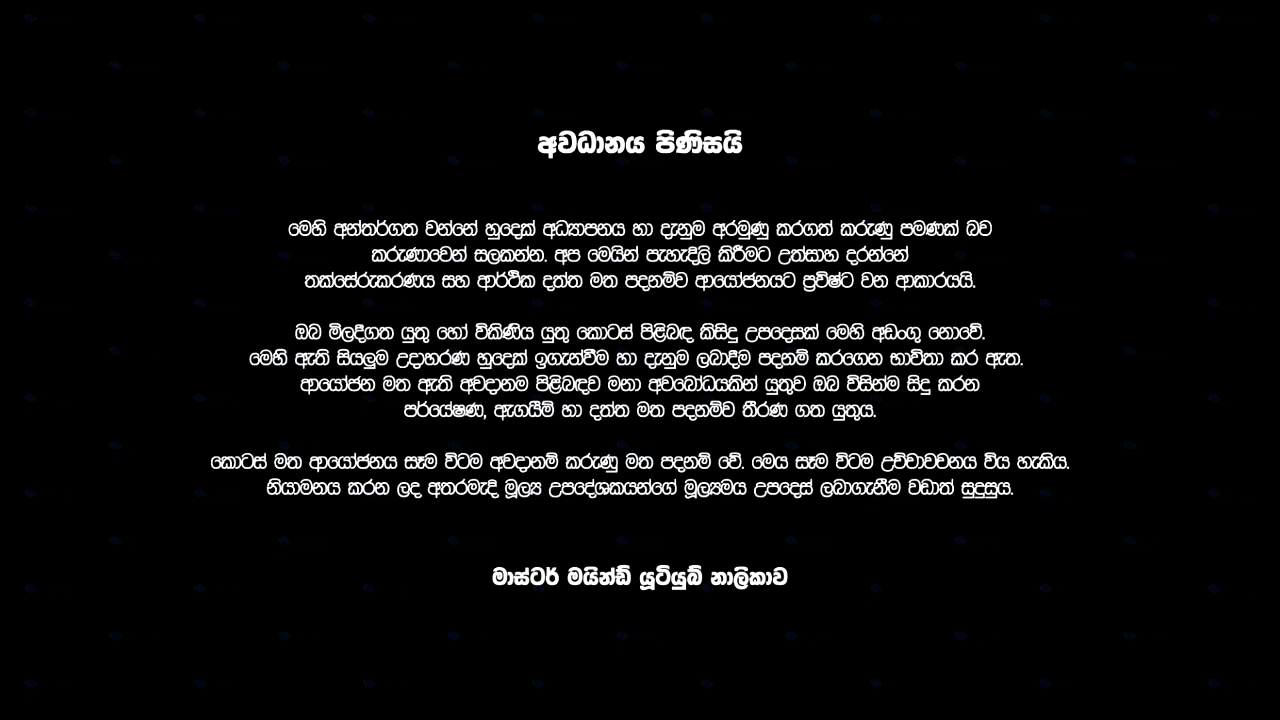 අවධානය පිණිසයි
මෙහි අන්තර්ගත වන්නේ හුදෙක් අධ්‍යාපනය හා දැනුම අරමුණු කරගත් කරුණු පමණක් බව
කරුණාවෙන් සලකන්න. අප මෙයින් පැහැදිලි කිරීමට උත්සාහ දරන්නේ
තක්සේරුකරණය සහ ආර්ථික දත්ත මත පදනම්ව ආයෝජනයට ප්‍රවිෂ්ට වන ආකාරයයි.
ඔබ මිලදීගත යුතු හෝ විකිණිය යුතු කොටස් පිළිබඳ කිසිදු උපදෙසක් මෙහි අඩංගු නොවේ.
මෙහි ඇති සියලුම උදාහරණ හුදෙක් ඉගැන්වීම හා දැනුම ලබාදීම පදනම් කරගෙන භාවිතා කර ඇත.
ආයෝජන මත ඇති අවදානම පිළිබඳව මනා අවබෝධයකින් යුතුව ඔබ විසින්ම සිදු කරන
පර්යේෂණ, ඇගයීම් හා දත්ත මත පදනම්ව තීරණ ගත යුතුය.
කොටස් මත ආයෝජනය සෑම විටම අවදානම් කරුණු මත පදනම් වේ. මෙය සෑම විටම උච්චාවචනය විය හැකිය.
නියාමනය කරන ලද අතරමැදි මූල්‍ය උපදේශකයන්ගේ මූල්‍යමය උපදෙස් ලබාගැනීම වඩාත් සුදුසුය.
මාස්ටර් මයින්ඩ් යූටියුබ් නාලිකාව